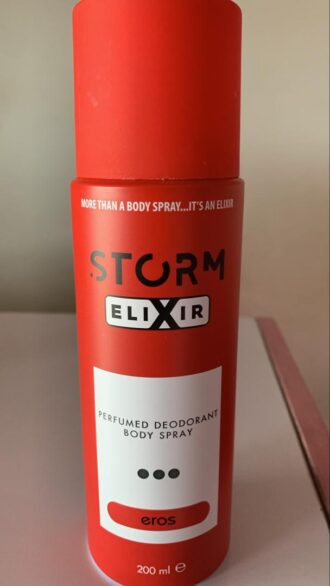 MORE THAN A BODY SPRAY...IT'S AN ELIXIR
STORM
ELIXIR
PERFUMED DEODORANT
BODY SPRAY
eros
200 ml ℮